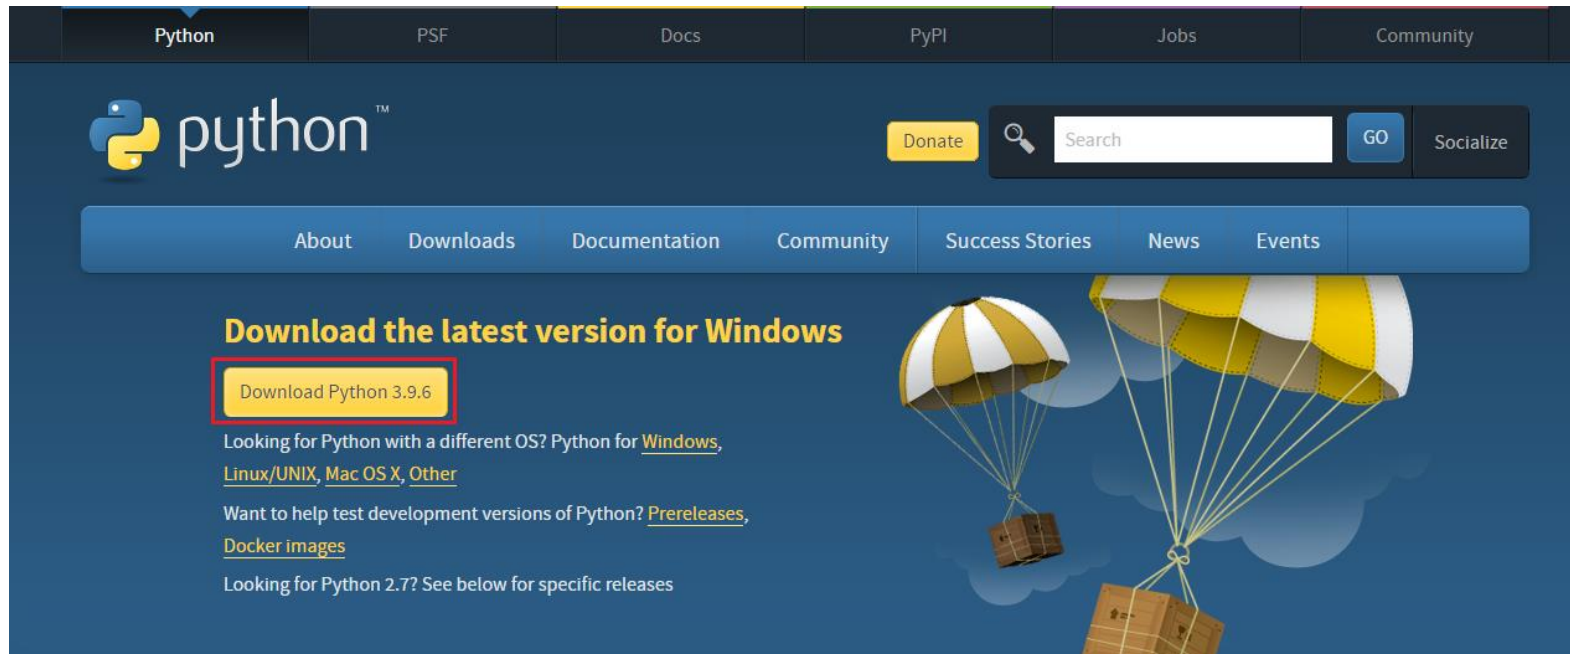 Python PSF Docs PyPI Jobs Community
python™
Donate Search GO Socialize
About Downloads Documentation Community Success Stories News Events
Download the latest version for Windows
Download Python 3.9.6
Looking for Python with a different OS? Python for Windows,
Linux/UNIX, Mac OS X, Other
Want to help test development versions of Python? Prereleases,
Docker images
Looking for Python 2.7? See below for specific releases